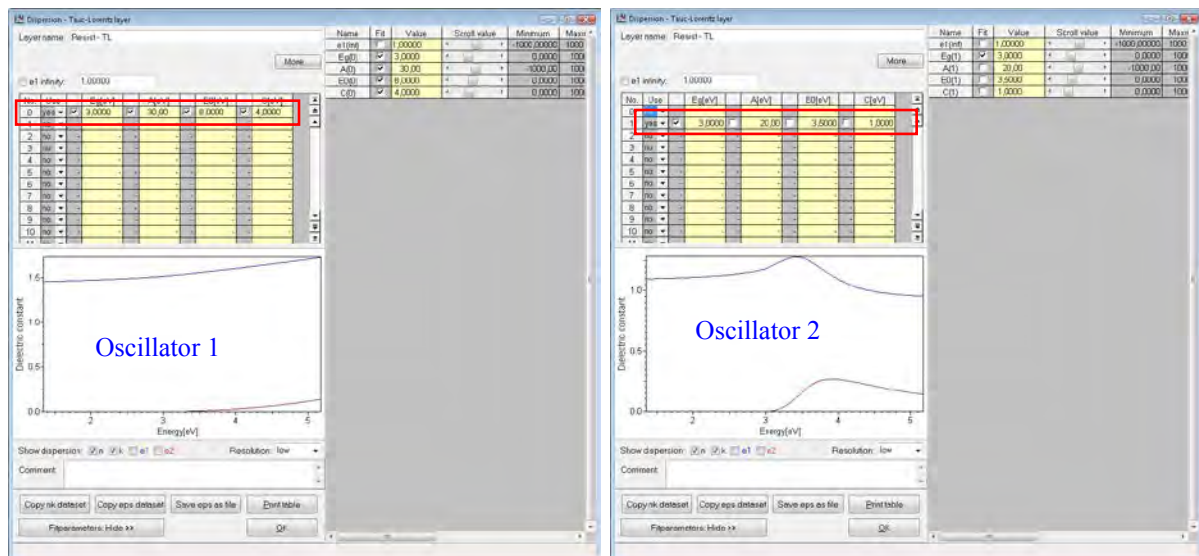 Dispersion - Tauc-Lorentz layer
Layer name: Resist - TL
More
e1 infinity: 1.00000
No. Use Eg[eV] A[eV] E0[eV] C[eV]
0 yes 3,0000 30,00 8,0000 4,0000
2 no - - - -
3 no - - - -
4 no - - - -
5 no - - - -
6 no - - - -
7 no - - - -
8 no - - - -
9 no - - - -
10 no - - - -
Name Fit Value Scroll value Minimum Maxim
e1(inf) 1,00000 -1000,00000 1000
Eg(0) 3,0000 0,0000 100
A(0) 30,00 -1000,00 100
E0(0) 8,0000 0,0000 100
C(0) 4,0000 0,0000 100
Dielectric constant
1.5
1.0
0.5
0.0
Oscillator 1
2 3 4 5
Energy[eV]
Show dispersion: n k e1 e2 Resolution: low
Comment:
Copy nk dataset Copy eps dataset Save eps as file Print table
Fitparameters: Hide >> OK
Dispersion - Tauc-Lorentz layer
Layer name: Resist - TL
More
e1 infinity: 1.00000
No. Use Eg[eV] A[eV] E0[eV] C[eV]
1 yes 3,0000 20,00 3,5000 1,0000
2 no - - - -
3 no - - - -
4 no - - - -
5 no - - - -
6 no - - - -
7 no - - - -
8 no - - - -
9 no - - - -
10 no - - - -
Name Fit Value Scroll value Minimum Maxim
e1(inf) 1,00000 -1000,00000 1000
Eg(1) 3,0000 0,0000 100
A(1) 20,00 -1000,00 100
E0(1) 3,5000 0,0000 100
C(1) 1,0000 0,0000 100
Dielectric constant
1.0
0.5
0.0
Oscillator 2
2 3 4 5
Energy[eV]
Show dispersion: n k e1 e2 Resolution: low
Comment:
Copy nk dataset Copy eps dataset Save eps as file Print table
Fitparameters: Hide >> OK